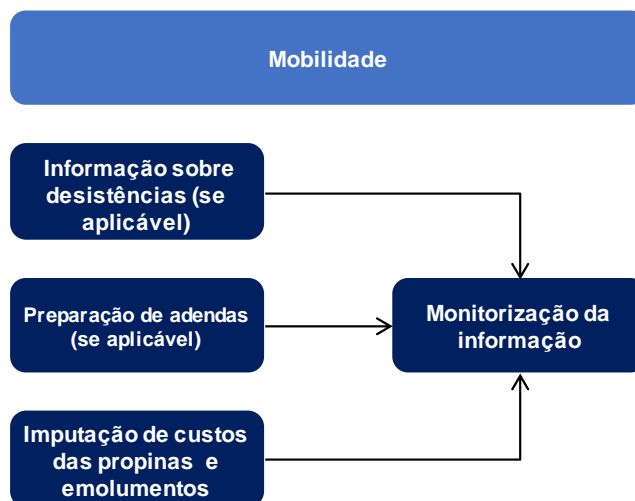 Mobilidade
Informação sobre
desistências (se
aplicável)
Preparação de adendas
(se aplicável)
Monitorização da
informação
Imputação de custos
das propinas e
emolumentos